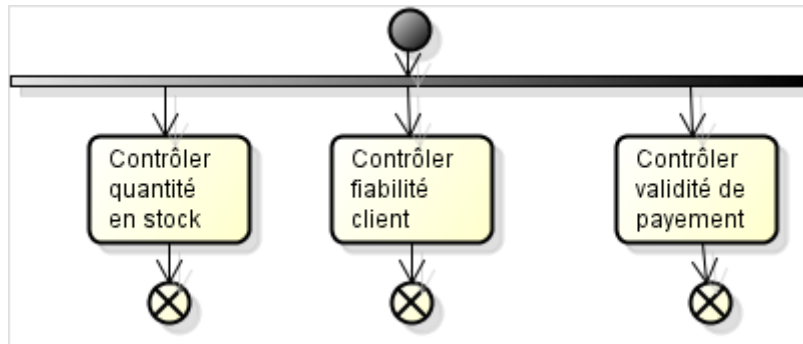 Contrôler
quantité
en stock
Contrôler
fiabilité
client
Contrôler
validité de
payement